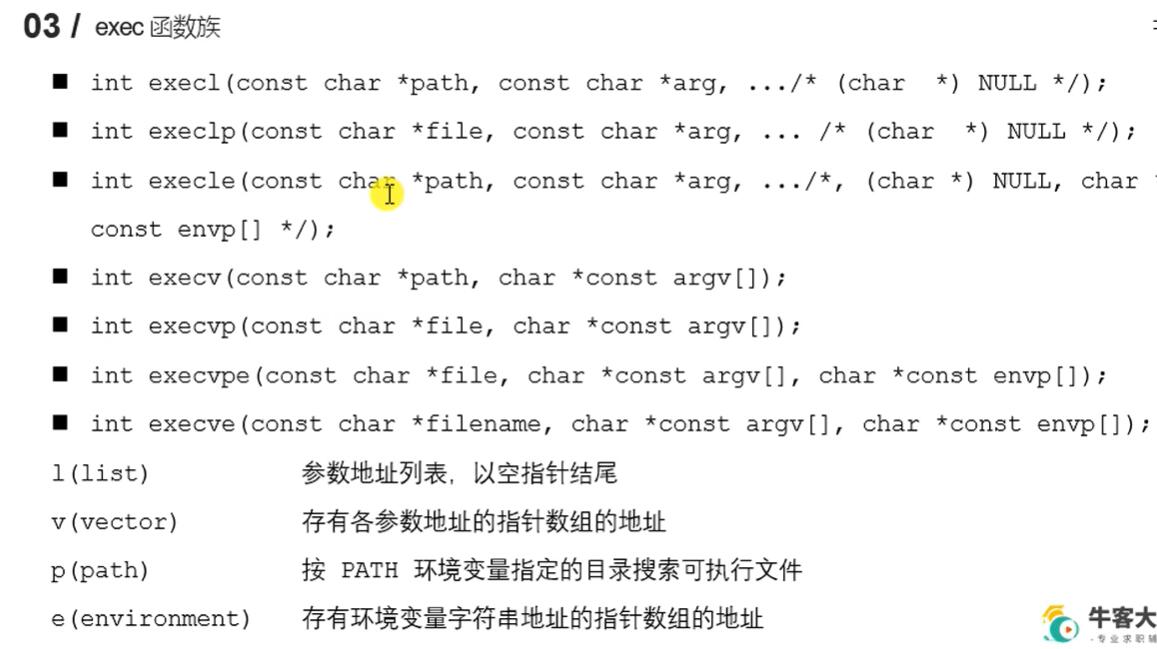 03 / exec 函数族
■ int execl(const char *path, const char *arg, .../* (char  *) NULL */);
■ int execlp(const char *file, const char *arg, ... /* (char  *) NULL */);
■ int execle(const char *path, const char *arg, .../*, (char *) NULL, char
const envp[] */);
■ int execv(const char *path, char *const argv[]);
■ int execvp(const char *file, char *const argv[]);
■ int execvpe(const char *file, char *const argv[], char *const envp[]);
■ int execve(const char *filename, char *const argv[], char *const envp[]);
l(list) 参数地址列表，以空指针结尾
v(vector) 存有各参数地址的指针数组的地址
p(path) 按 PATH 环境变量指定的目录搜索可执行文件
e(environment) 存有环境变量字符串地址的指针数组的地址
牛客大
-专业求职辅